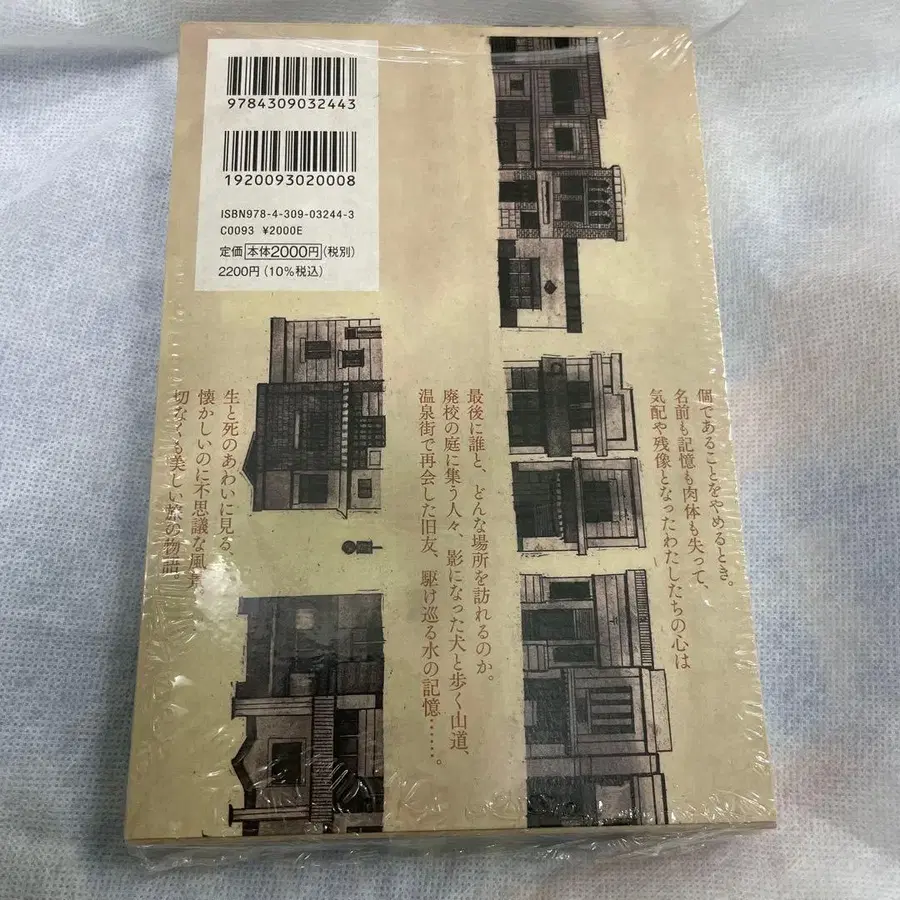 9784309032443
1920093020008
ISBN978-4-309-03244-3
C0093 ¥2000E
定価 本体2000円(税別)
2200円(10%税込)
個であることをやめるとき。
名前も記憶も肉体も失って、
気配や残像となったわたしたちの心は
最後に誰と、どんな場所を訪れるのか。
廃校の庭に集う人々、影になった犬と歩く山道、
温泉街で再会した旧友、駆け巡る水の記憶……。
生と死のあわいに見る、
懐かしいのに不思議な風景
切なくも美しい旅の物語。